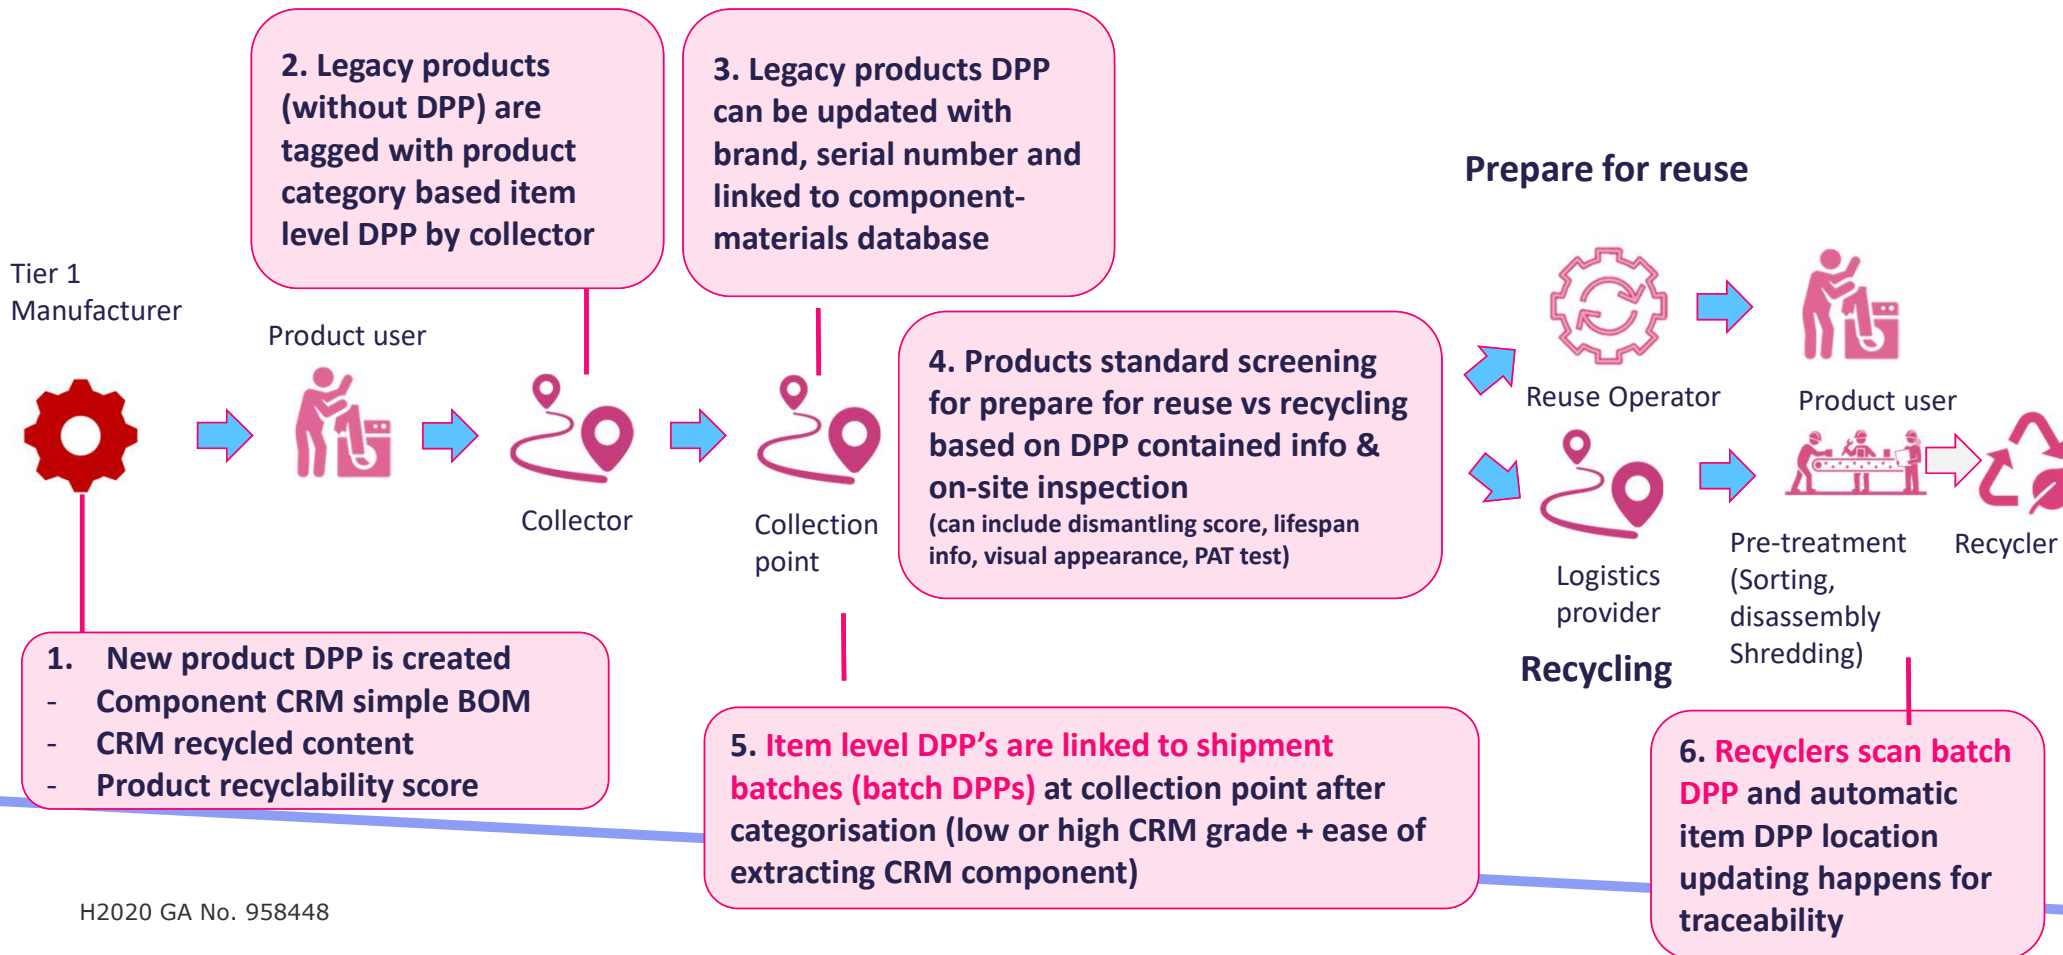 2. Legacy products
(without DPP) are
tagged with product
category based item
level DPP by collector
3. Legacy products DPP
can be updated with
brand, serial number and
linked to component-
materials database
Prepare for reuse
Tier 1
Manufacturer
Product user
Collector
Collection
point
4. Products standard screening
for prepare for reuse vs recycling
based on DPP contained info &
on-site inspection
(can include dismantling score, lifespan
info, visual appearance, PAT test)
Reuse Operator
Product user
Logistics
provider
Pre-treatment
(Sorting,
disassembly
Shredding)
Recycler
Recycling
1. New product DPP is created
- Component CRM simple BOM
- CRM recycled content
- Product recyclability score
5. Item level DPP’s are linked to shipment
batches (batch DPPs) at collection point after
categorisation (low or high CRM grade + ease of
extracting CRM component)
6. Recyclers scan batch
DPP and automatic
item DPP location
updating happens for
traceability
H2020 GA No. 958448